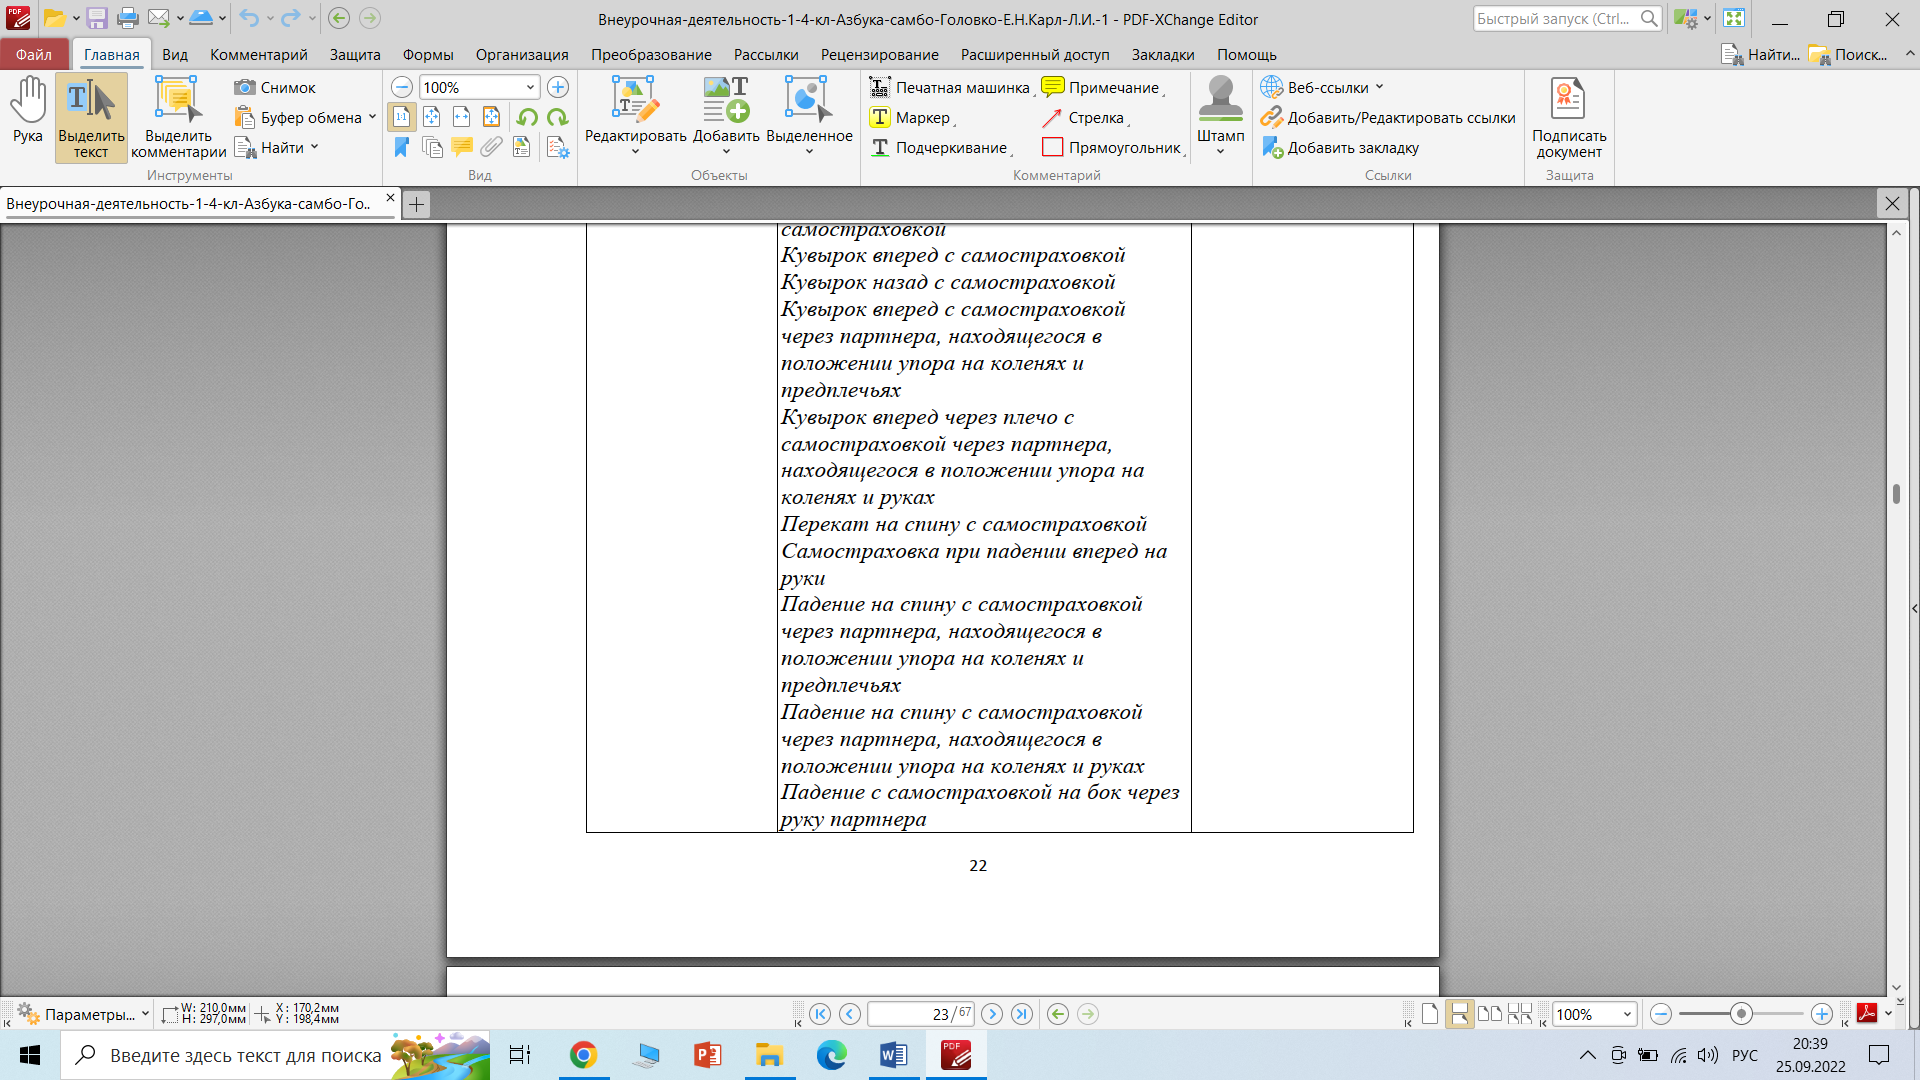 Внеурочная-деятельность-1-4-кл-Азбука-самбо-Головко-Е.Н.Карл-Л.И.-1 - PDF-XChange Editor
Быстрый запуск (Ctrl...
Файл Главная Вид Комментарий Защита Формы Организация Преобразование Рассылки Рецензирование Расширенный доступ Закладки Помощь Найти... Поиск...
Рука
Выделить текст
Выделить комментарии
Снимок
Буфер обмена
Найти
Инструменты
100%
1:1
Вид
Редактировать
Добавить
Выделенное
Объекты
Печатная машинка
Маркер
Подчеркивание
Примечание
Стрелка
Прямоугольник
Штамп
Комментарий
Веб-ссылки
Добавить/Редактировать ссылки
Добавить закладку
Ссылки
Подписать документ
Защита
Внеурочная-деятельность-1-4-кл-Азбука-самбо-Го..
самостраховкой
Кувырок вперед с самостраховкой
Кувырок назад с самостраховкой
Кувырок вперед с самостраховкой
через партнера, находящегося в
положении упора на коленях и
предплечьях
Кувырок вперед через плечо с
самостраховкой через партнера,
находящегося в положении упора на
коленях и руках
Перекат на спину с самостраховкой
Самостраховка при падении вперед на
руки
Падение на спину с самостраховкой
через партнера, находящегося в
положении упора на коленях и
предплечьях
Падение на спину с самостраховкой
через партнера, находящегося в
положении упора на коленях и руках
Падение с самостраховкой на бок через
руку партнера
22
Параметры...
W: 210,0мм
H: 297,0мм
X: 170,2мм
Y: 198,4мм
23/67
100%
Введите здесь текст для поиска
РУС
20:39
25.09.2022